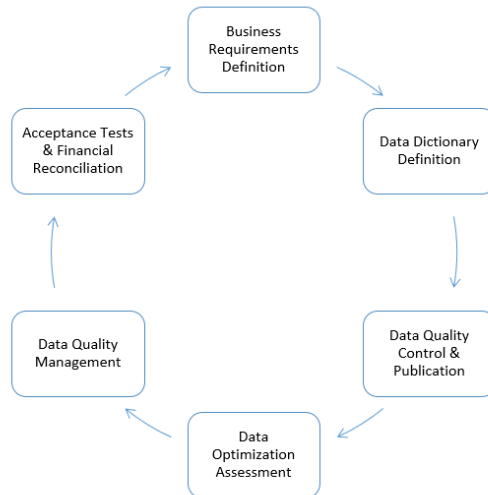 Business
Requirements
Definition
Data Dictionary
Definition
Data Quality
Control &
Publication
Data
Optimization
Assessment
Data Quality
Management
Acceptance Tests
& Financial
Reconciliation